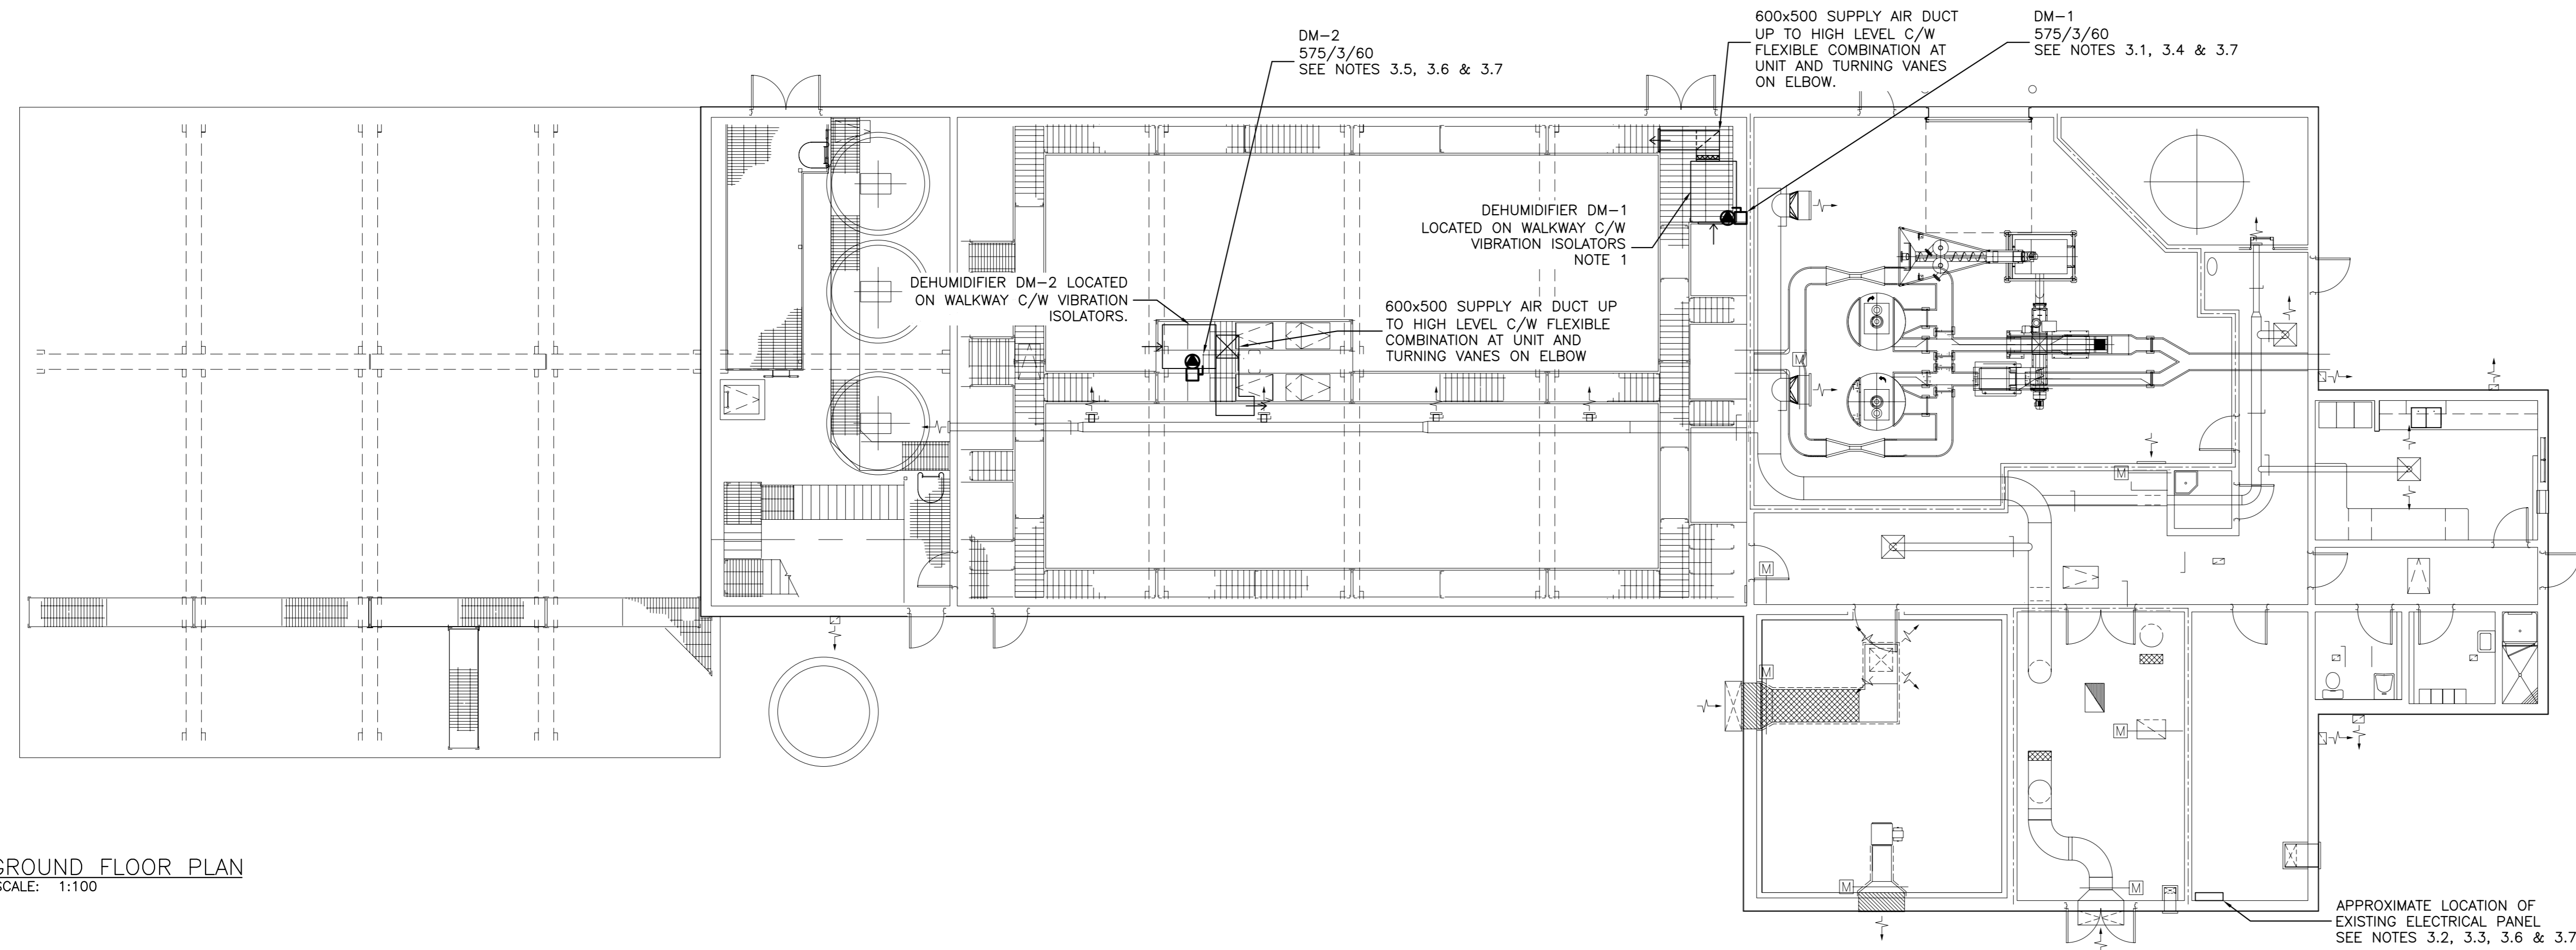 DM-2
575/3/60
SEE NOTES 3.5, 3.6 & 3.7
600x500 SUPPLY AIR DUCT
UP TO HIGH LEVEL C/W
FLEXIBLE COMBINATION AT
UNIT AND TURNING VANES
ON ELBOW.
DM-1
575/3/60
SEE NOTES 3.1, 3.4 & 3.7
DEHUMIDIFIER DM-1
LOCATED ON WALKWAY C/W
VIBRATION ISOLATORS
NOTE 1
DEHUMIDIFIER DM-2 LOCATED
ON WALKWAY C/W VIBRATION
ISOLATORS.
600x500 SUPPLY AIR DUCT UP
TO HIGH LEVEL C/W FLEXIBLE
COMBINATION AT UNIT AND
TURNING VANES ON ELBOW
M
M
M
M
M
M
M
M
GROUND FLOOR PLAN
SCALE: 1:100
APPROXIMATE LOCATION OF
EXISTING ELECTRICAL PANEL
SEE NOTES 3.2, 3.3, 3.6 & 3.7